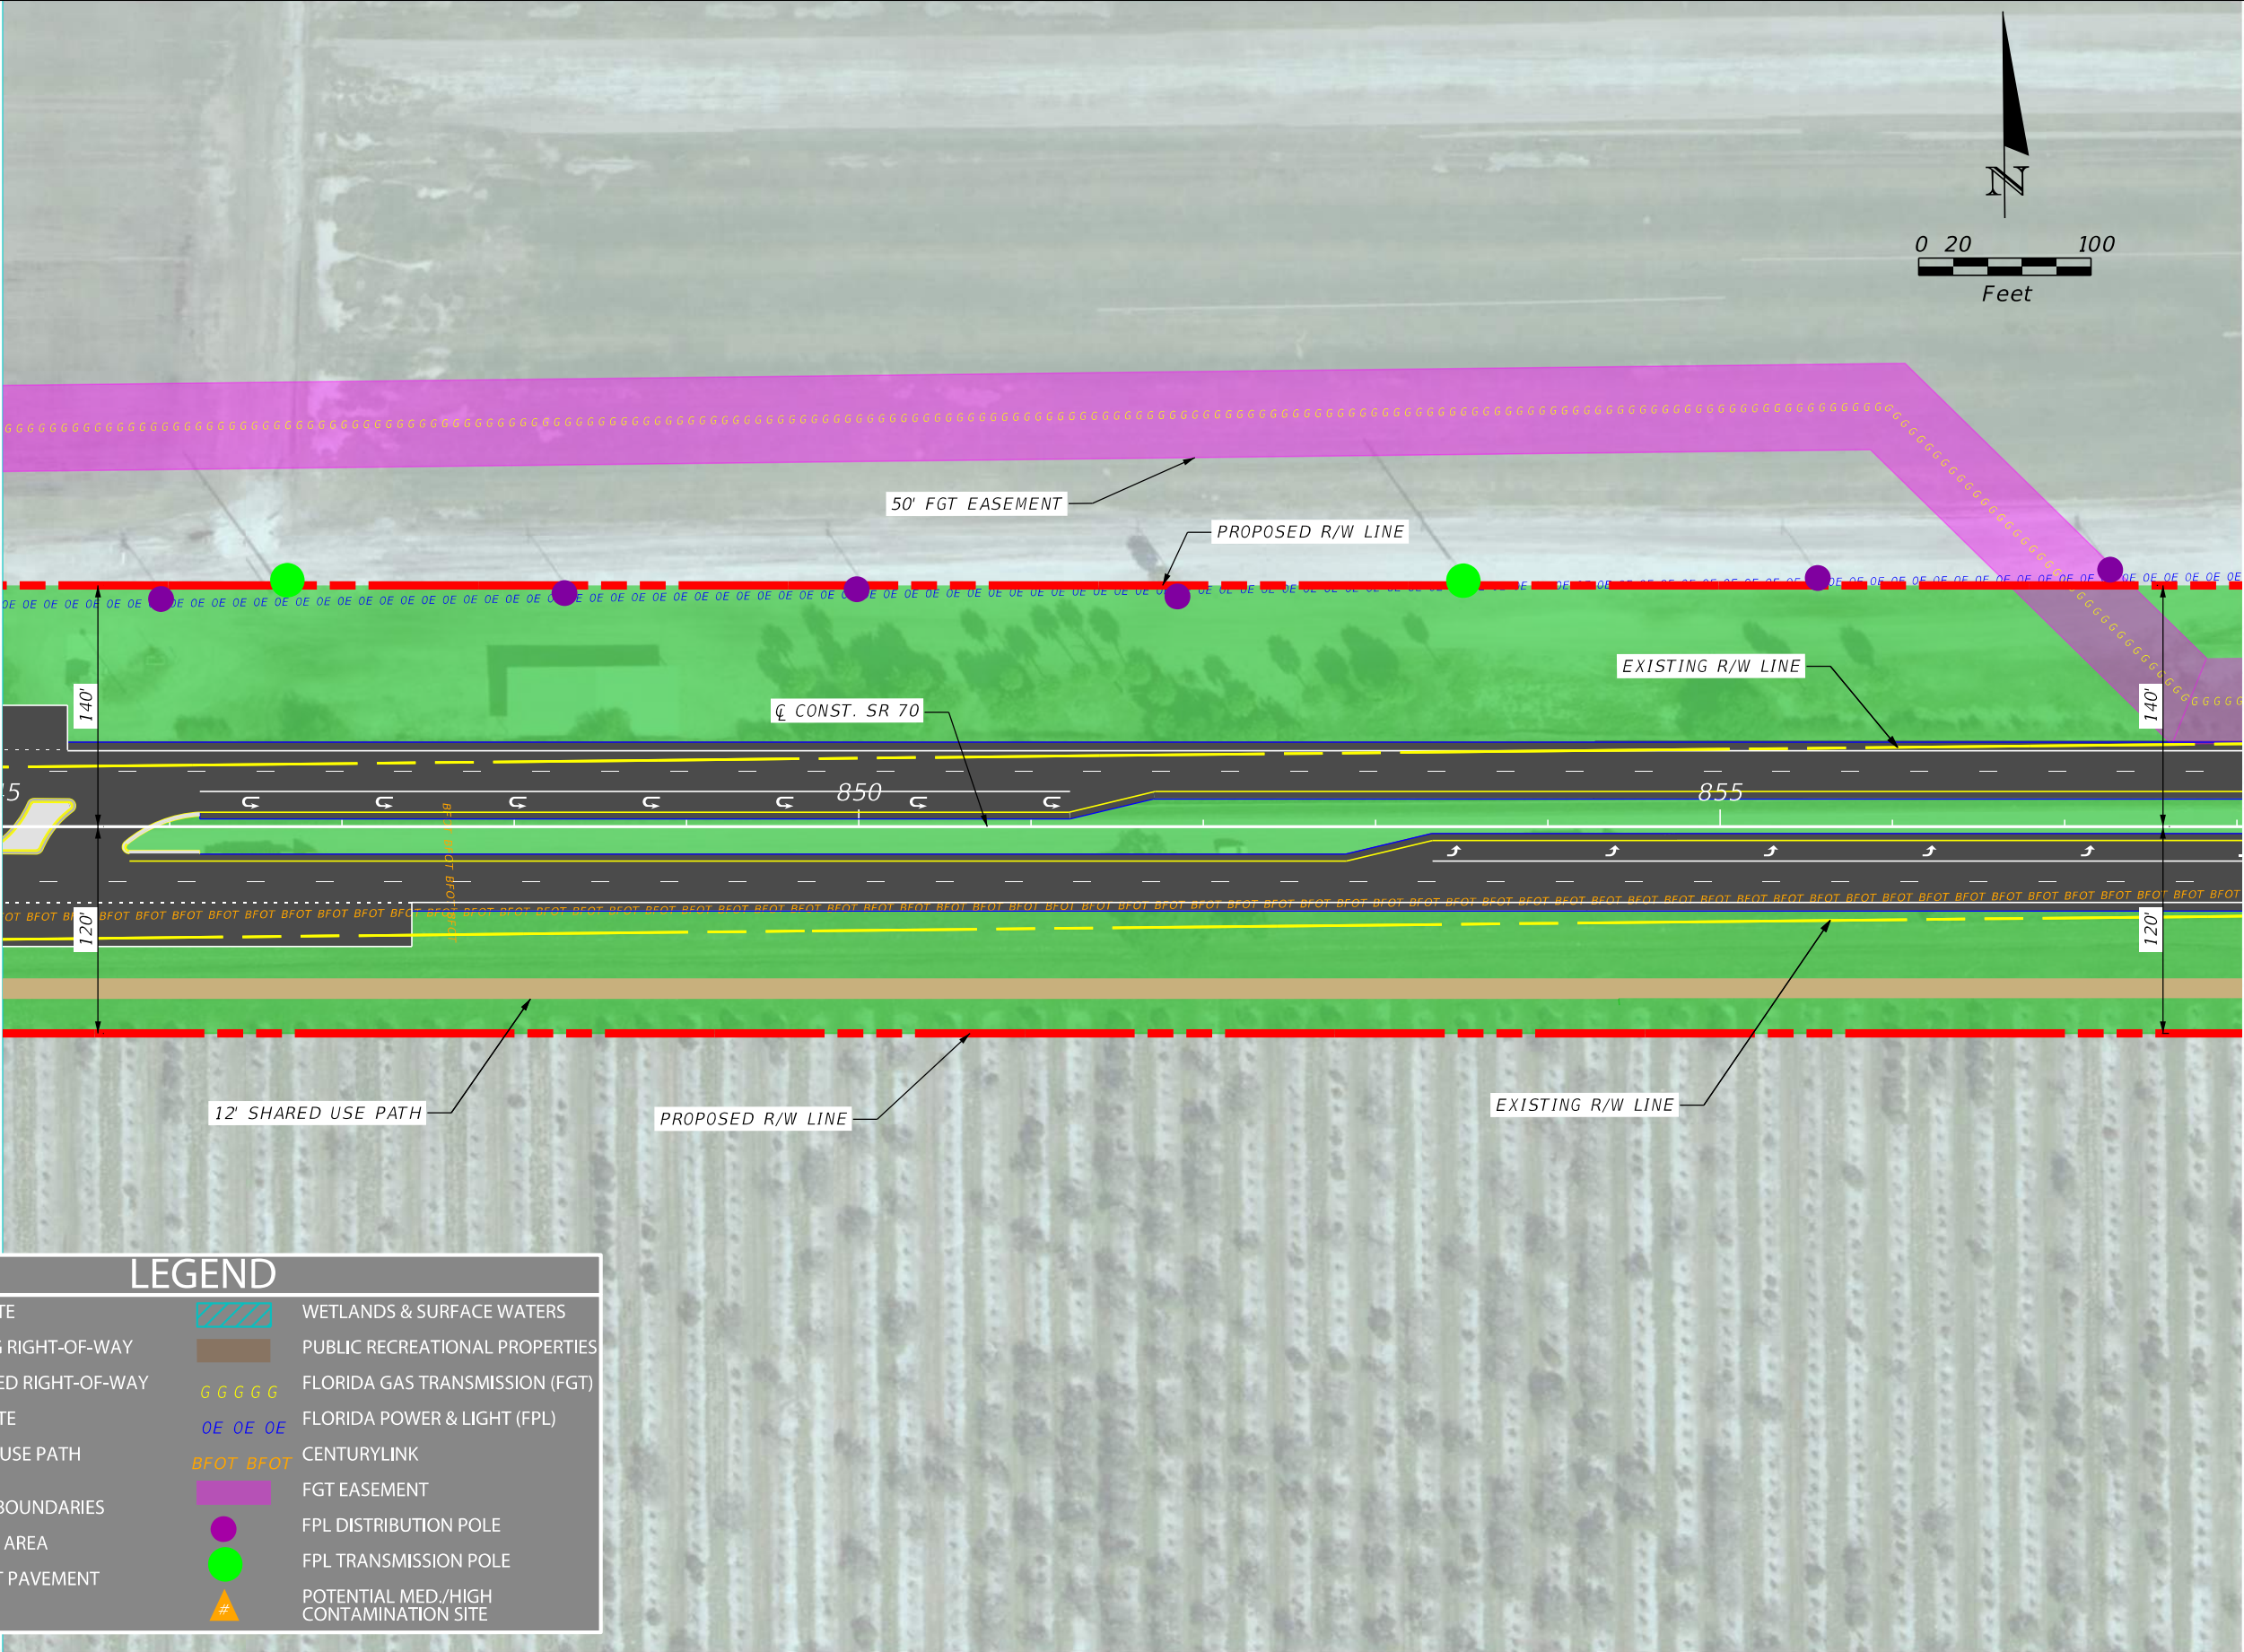 N
0 20 100
Feet
50' FGT EASEMENT
PROPOSED R/W LINE
EXISTING R/W LINE
140'
140'
℄ CONST. SR 70
850
855
120'
120'
12' SHARED USE PATH
PROPOSED R/W LINE
EXISTING R/W LINE
LEGEND
WETLANDS & SURFACE WATERS
RIGHT-OF-WAY
PUBLIC RECREATIONAL PROPERTIES
RIGHT-OF-WAY
G G G G G FLORIDA GAS TRANSMISSION (FGT)
OE OE OE FLORIDA POWER & LIGHT (FPL)
USE PATH
BFOT BFOT CENTURYLINK
FGT EASEMENT
BOUNDARIES
FPL DISTRIBUTION POLE
AREA
FPL TRANSMISSION POLE
PAVEMENT
# POTENTIAL MED./HIGH
CONTAMINATION SITE